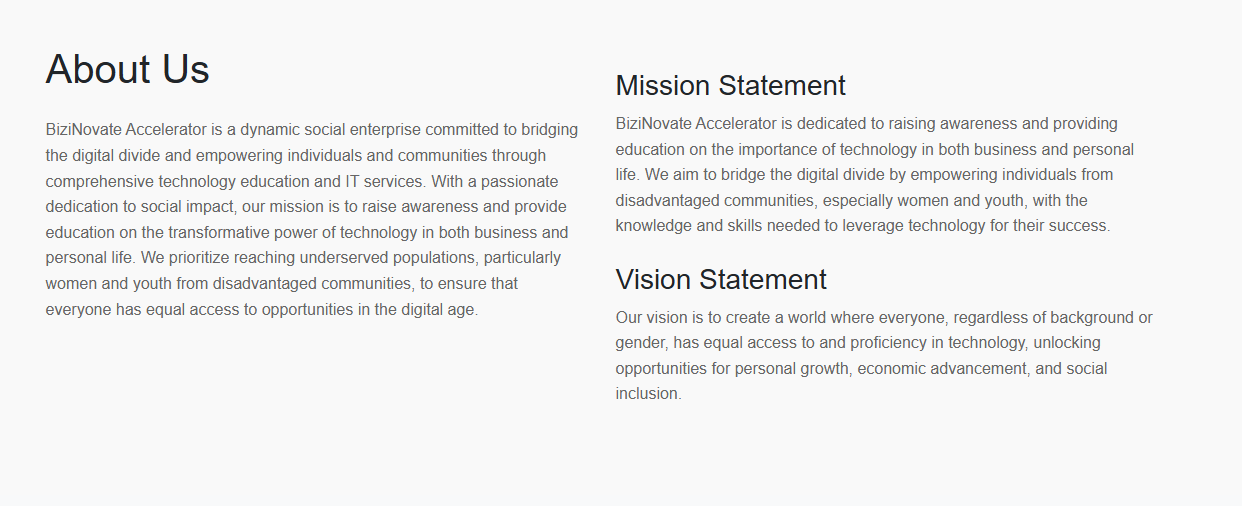 About Us
BiziNovate Accelerator is a dynamic social enterprise committed to bridging
the digital divide and empowering individuals and communities through
comprehensive technology education and IT services. With a passionate
dedication to social impact, our mission is to raise awareness and provide
education on the transformative power of technology in both business and
personal life. We prioritize reaching underserved populations, particularly
women and youth from disadvantaged communities, to ensure that
everyone has equal access to opportunities in the digital age.
Mission Statement
BiziNovate Accelerator is dedicated to raising awareness and providing
education on the importance of technology in both business and personal
life. We aim to bridge the digital divide by empowering individuals from
disadvantaged communities, especially women and youth, with the
knowledge and skills needed to leverage technology for their success.
Vision Statement
Our vision is to create a world where everyone, regardless of background or
gender, has equal access to and proficiency in technology, unlocking
opportunities for personal growth, economic advancement, and social
inclusion.